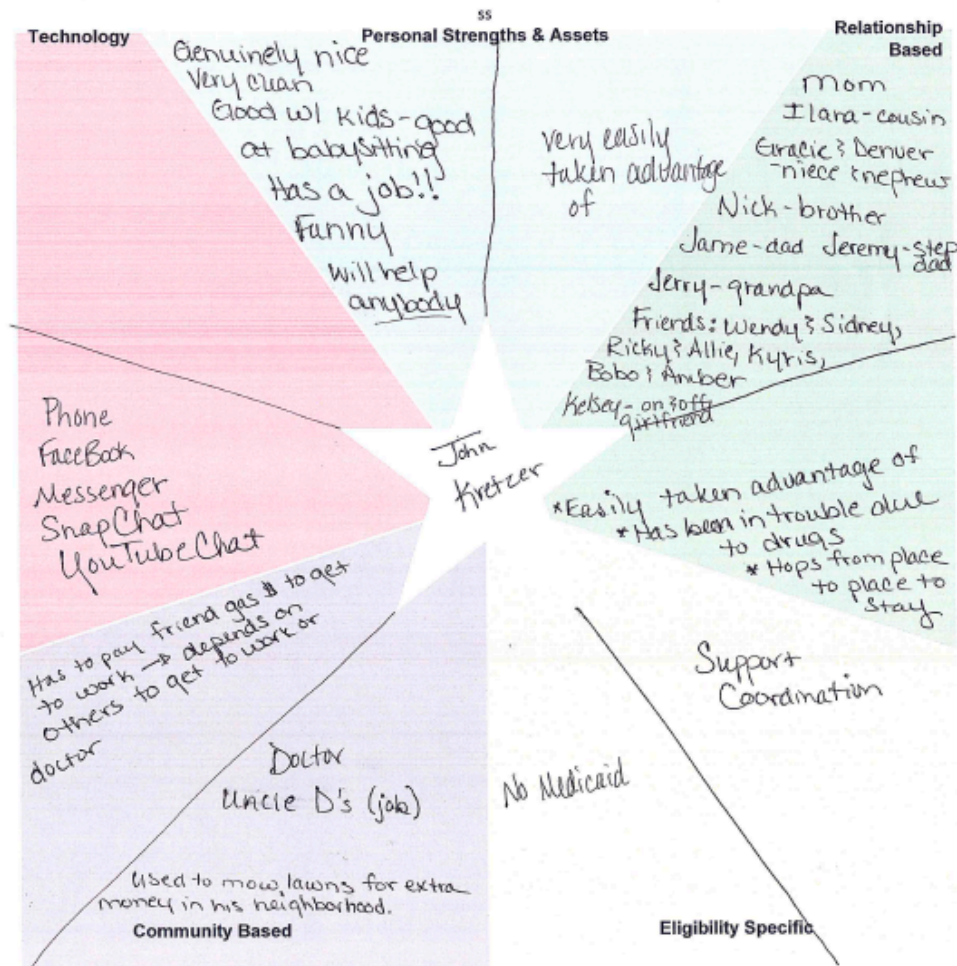 ss
Technology
Personal Strengths & Assets
Relationship
Based
Genuinely nice
Very clean
Good w/ kids - good
at babysitting
Has a job!!
Funny
will help
anybody
very easily
taken advantage
of
Mom
Ilara - cousin
Gracie & Denver
- niece & nephew
Nick - brother
Jame - dad Jeremy - step
dad
Jerry - grandpa
Friends: Wendy & Sidney,
Ricky & Allie, Kyris,
Bobo & Amber
Kelsey - on & off
girlfriend
Phone
FaceBook
Messenger
SnapChat
YouTubeChat
John
Kretzer
*Easily taken advantage of
*Has been in trouble due
to drugs
* Hops from place
to place to
stay
Has to pay friend gas $ to get
to work → depends on
others to get to work or
doctor
Doctor
Uncle D's (job)
Used to mow lawns for extra
money in his neighborhood.
Community Based
Support
Coordination
No Medicaid
Eligibility Specific